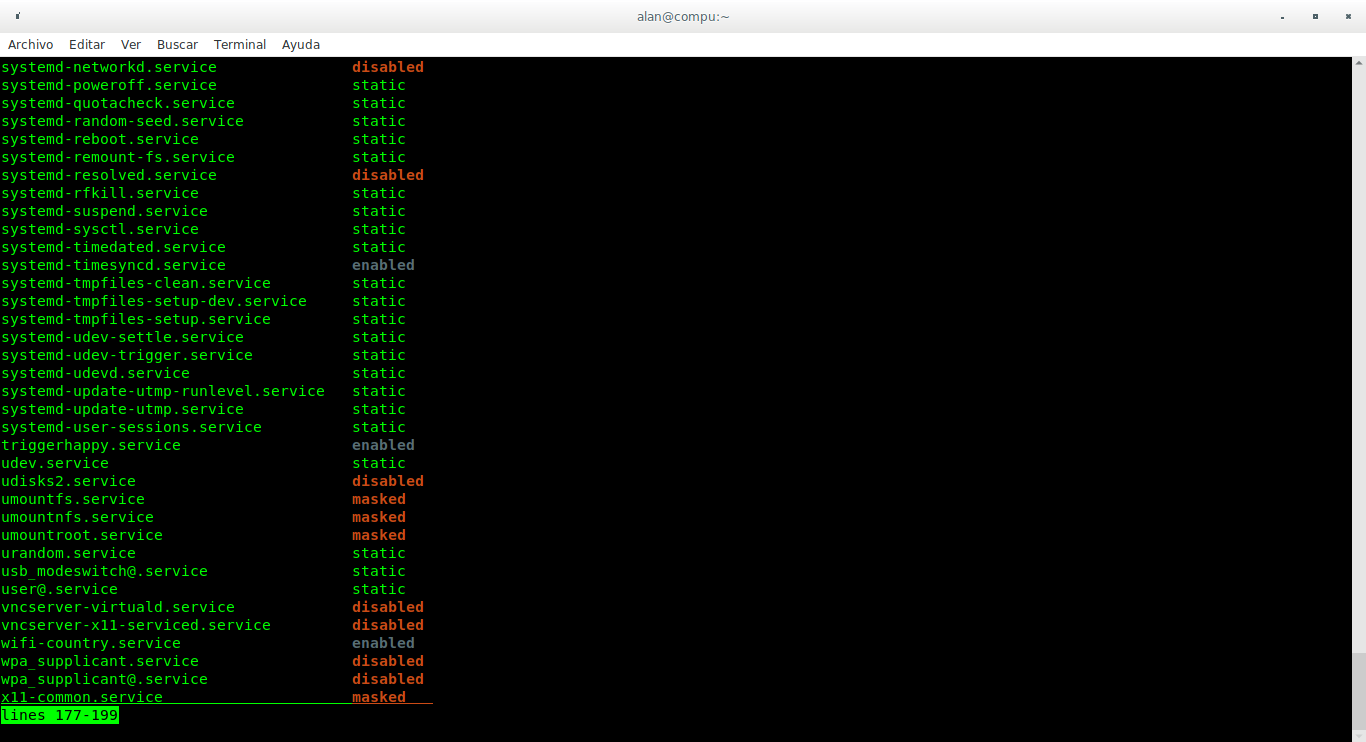 alan@compu:~
Archivo Editar Ver Buscar Terminal Ayuda
systemd-networkd.service disabled
systemd-poweroff.service static
systemd-quotacheck.service static
systemd-random-seed.service static
systemd-reboot.service static
systemd-remount-fs.service static
systemd-resolved.service disabled
systemd-rfkill.service static
systemd-suspend.service static
systemd-sysctl.service static
systemd-timedated.service static
systemd-timesyncd.service enabled
systemd-tmpfiles-clean.service static
systemd-tmpfiles-setup-dev.service static
systemd-tmpfiles-setup.service static
systemd-udev-settle.service static
systemd-udev-trigger.service static
systemd-udevd.service static
systemd-update-utmp-runlevel.service static
systemd-update-utmp.service static
systemd-user-sessions.service static
triggerhappy.service enabled
udev.service static
udisks2.service disabled
umountfs.service masked
umountnfs.service masked
umountroot.service masked
urandom.service static
usb_modeswitch@.service static
user@.service static
vncserver-virtuald.service disabled
vncserver-x11-serviced.service disabled
wifi-country.service enabled
wpa_supplicant.service disabled
wpa_supplicant@.service disabled
x11-common.service masked
lines 177-199